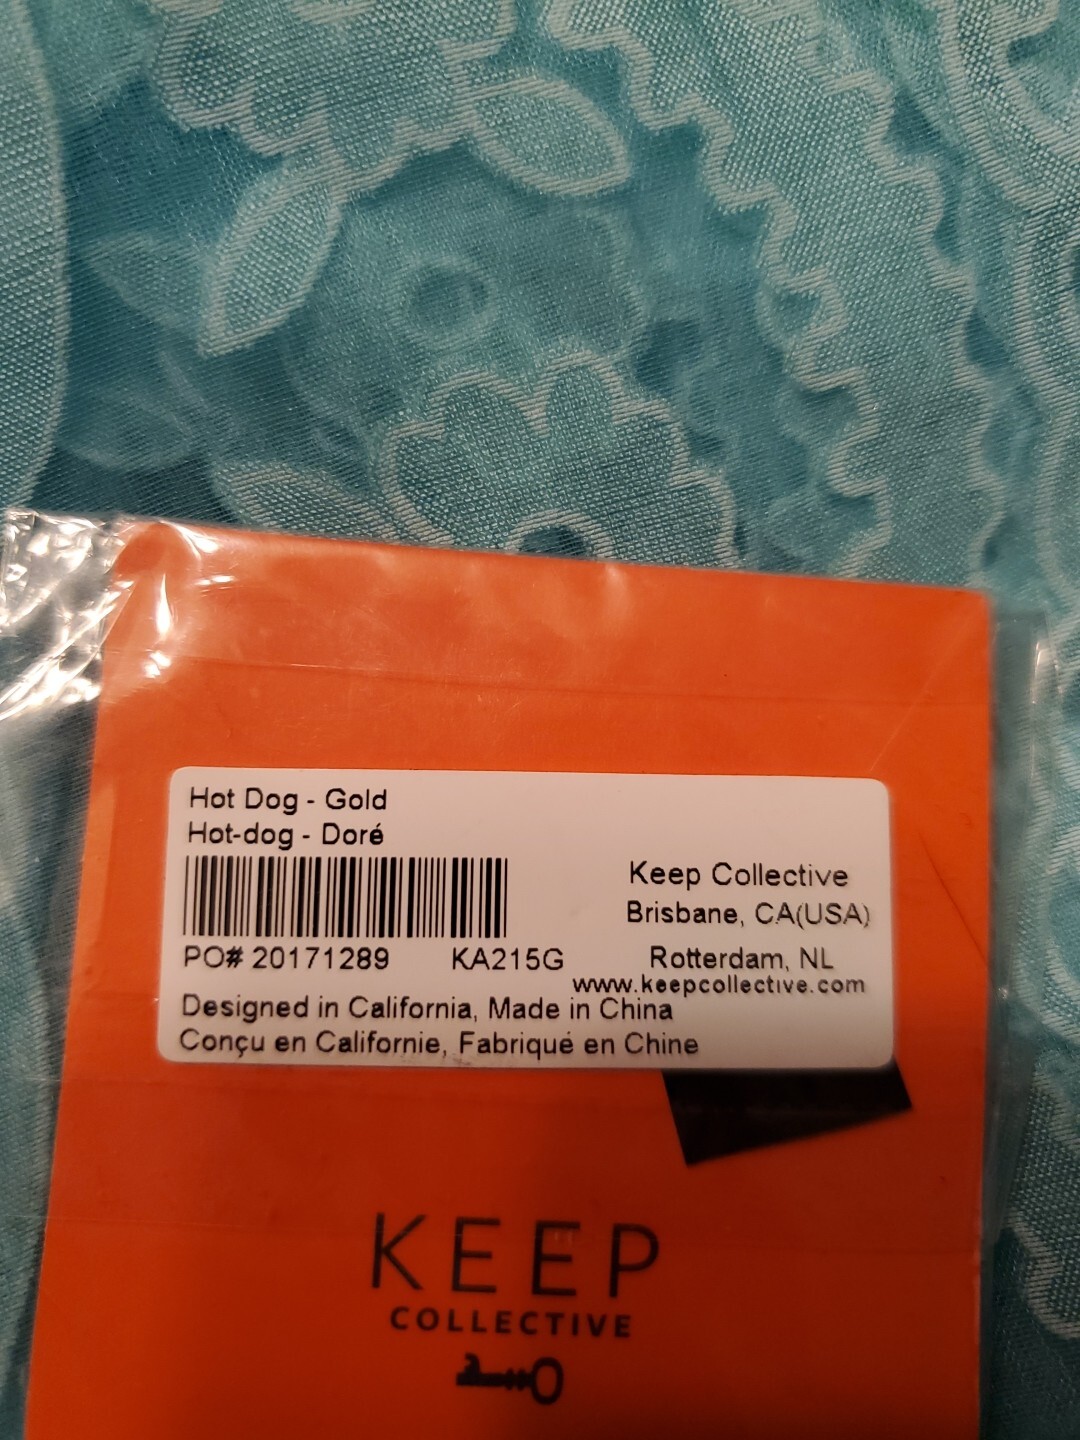 Hot Dog - Gold
Hot-dog - Doré
Keep Collective
Brisbane, CA(USA)
PO# 20171289 KA215G Rotterdam, NL
www.keepcollective.com
Designed in California, Made in China
Conçu en Californie, Fabriqué en Chine
KEEP
COLLECTIVE